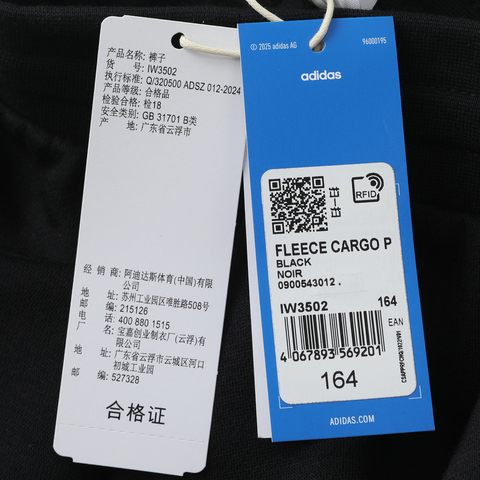 产品名称: 裤子
货 号: IW3502
执行标准: Q/320500 ADSZ 012-2024
产品等级: 合格品
检验合格: 检18
安全类别: GB 31701 B类
产 地: 广东省云浮市
经 销 商: 阿迪达斯体育(中国)有限
公司
地 址: 苏州工业园区唯胜路508号
邮 编: 215126
电 话: 400 880 1515
厂 名: 宝嘉创业制衣厂(云浮)
有限公司
地 址: 广东省云浮市云城区河口
初城工业园
邮 编: 527328
合格证
© 2025 adidas AG
96000195
adidas
RFID
FLEECE CARGO P
BLACK
NOIR
0900543012 .
IW3502 164
EAN
4 067893 569201
164
ADIDAS.COM